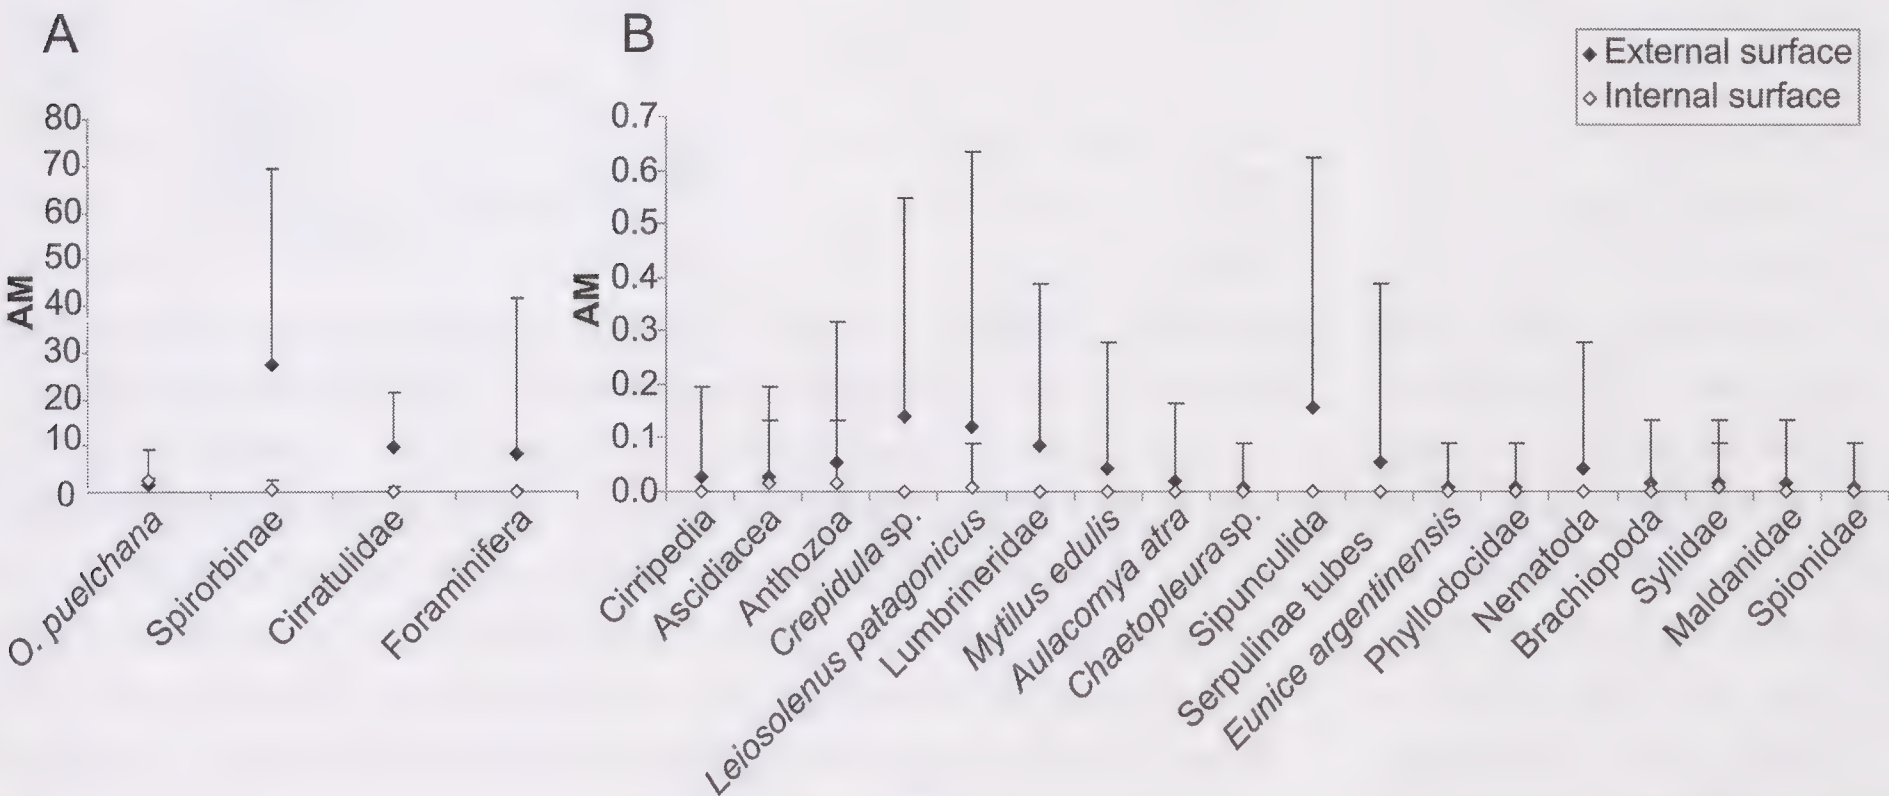 A
B
External surface
Internal surface
AM
80
70
60
50
40
30
20
10
0
O. puelchana
Spirorbinae
Cirratulidae
Foraminifera
AM
0.7
0.6
0.5
0.4
0.3
0.2
0.1
0.0
Cirripedia
Ascidiacea
Anthozoa
Crepidula sp.
Leiosolenus patagonicus
Lumbrineridae
Mytilus edulis
Aulacomya atra
Chaetopleura sp.
Sipunculida
Serpulinae tubes
Eunice argentinensis
Phyllodocidae
Nematoda
Brachiopoda
Syllidae
Maldanidae
Spionidae